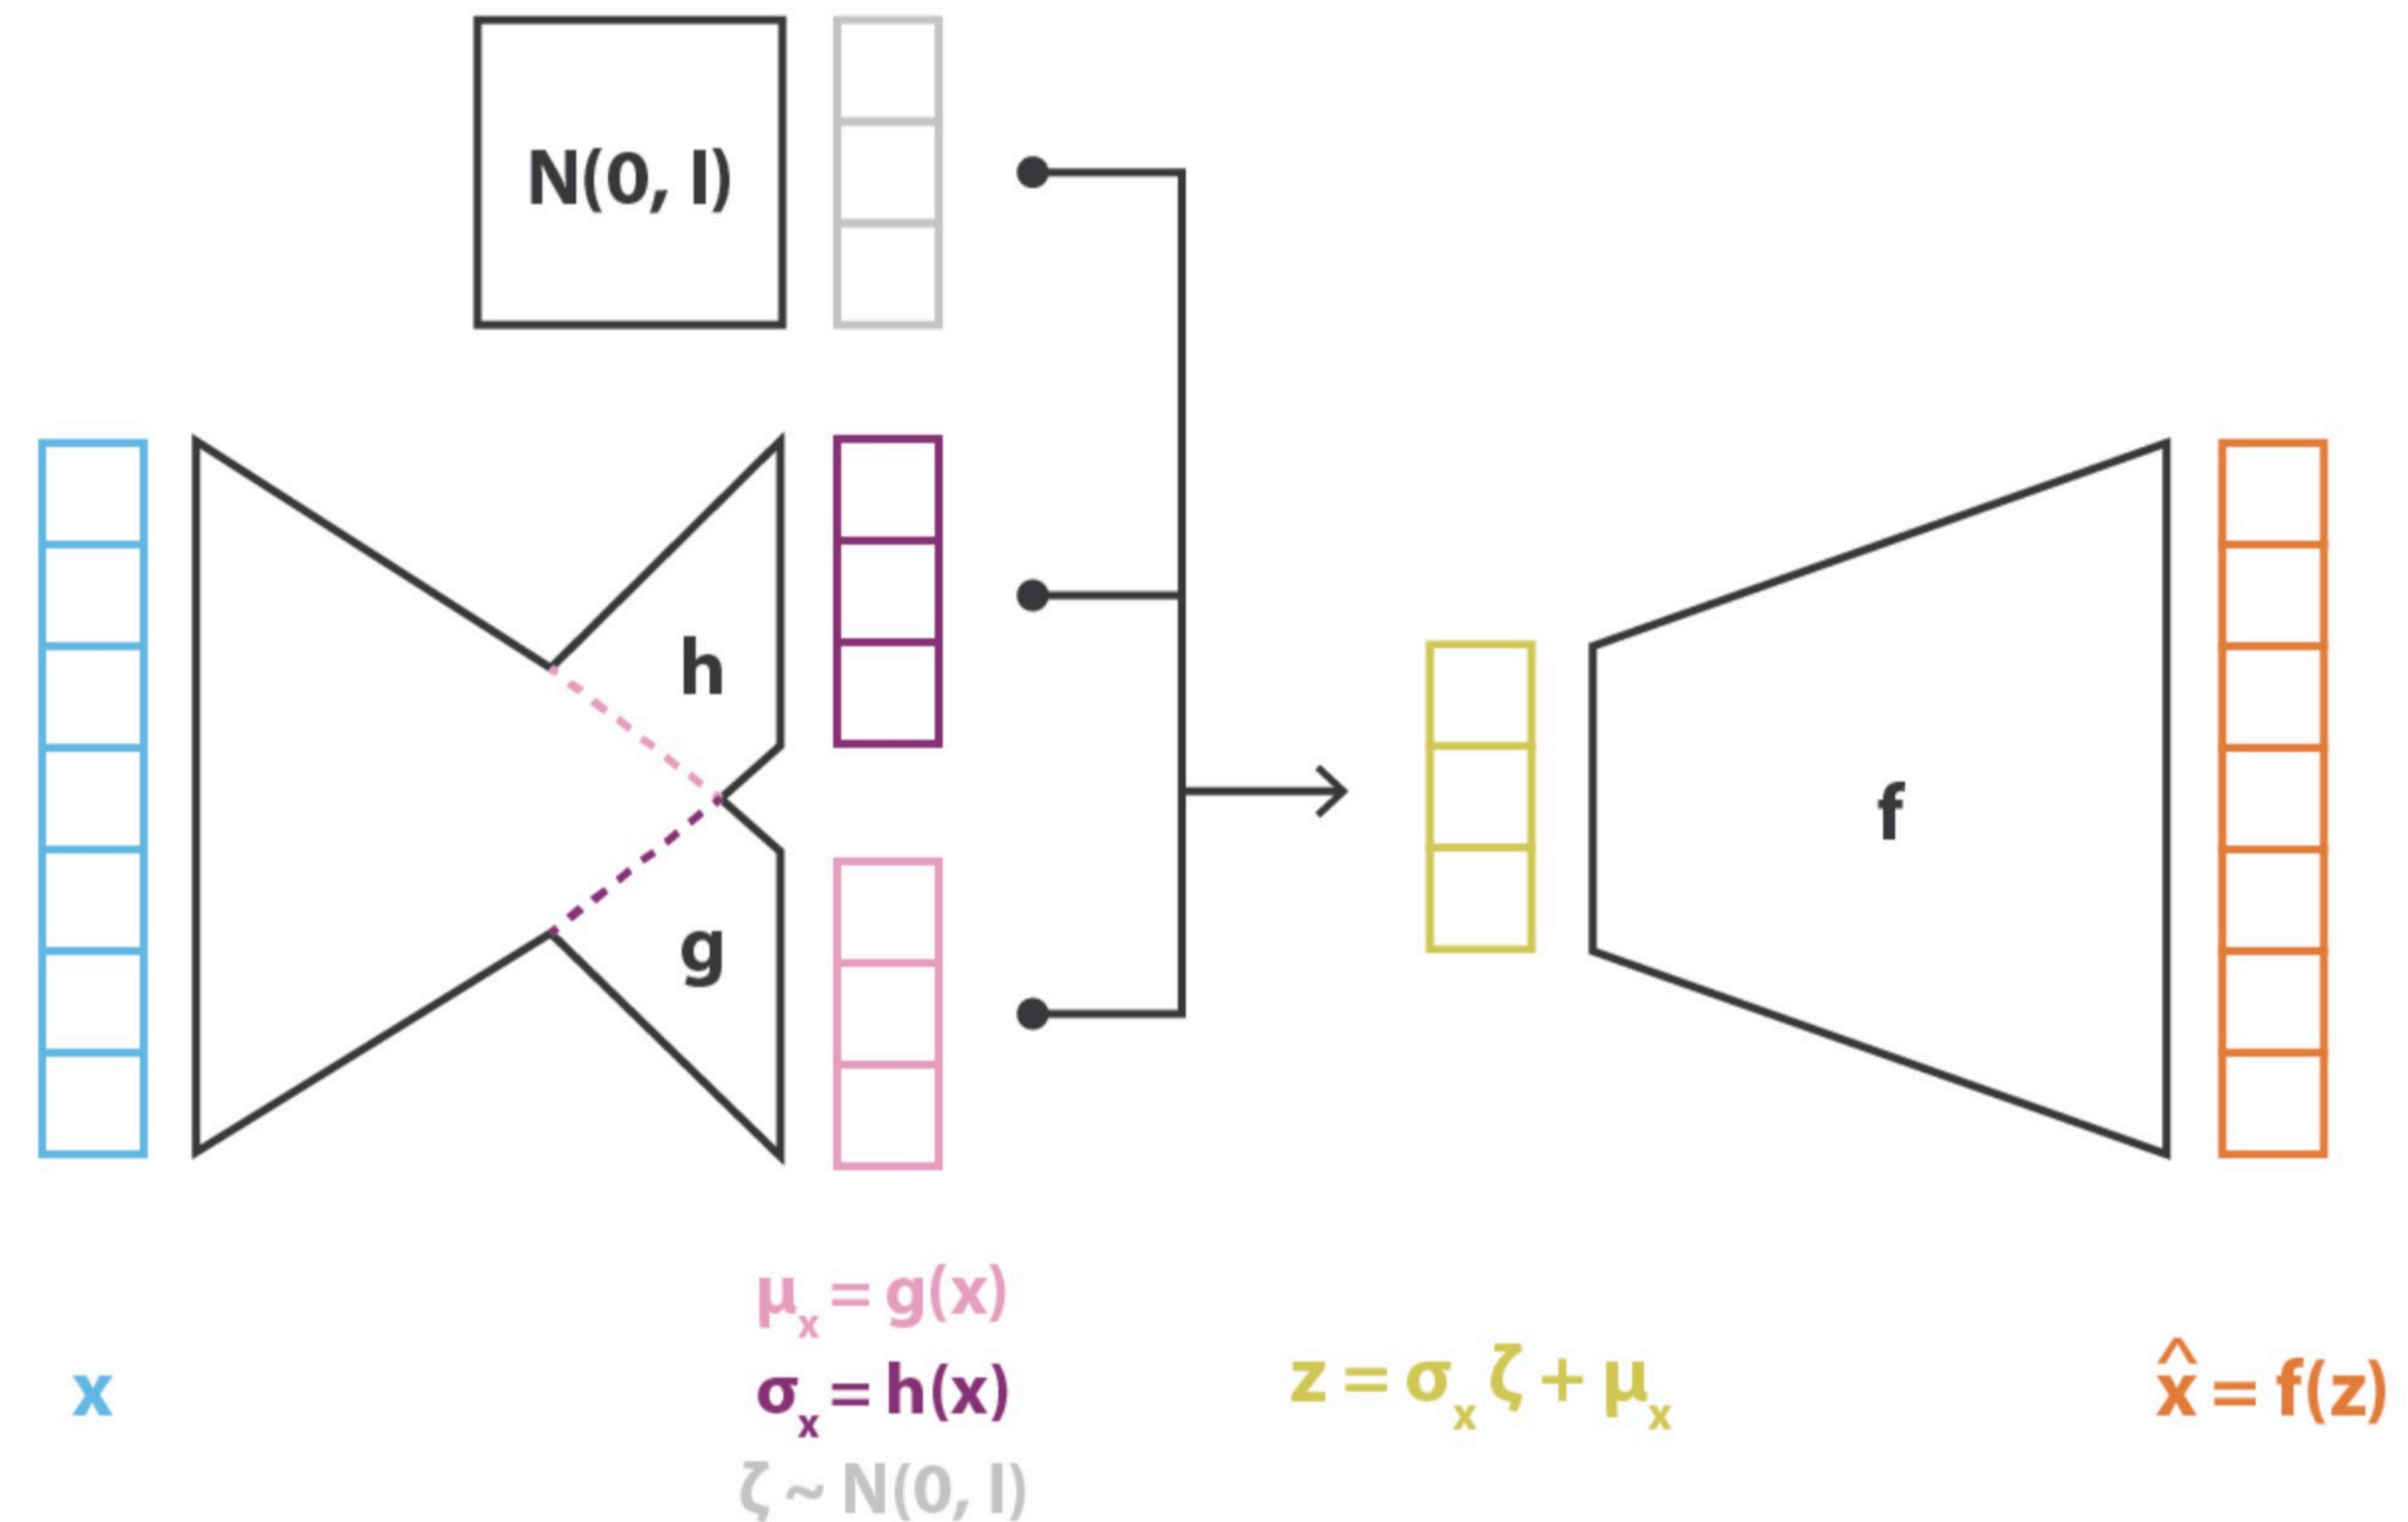 N(0, I)
h
g
f
μx = g(x)
σx = h(x)
ζ ~ N(0, I)
x
z = σx ζ + μx
x̂ = f(z)